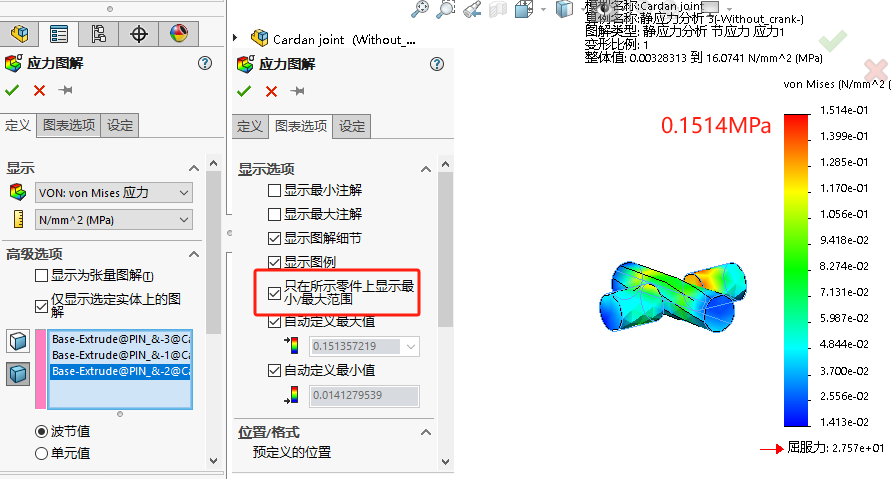 应力图解
定义
图表选项
设定
显示
VON: von Mises 应力
N/mm^2 (MPa)
高级选项
显示为张量图解(T)
仅显示选定实体上的图
解
Base-Extrude@PIN_&-3@Ca
Base-Extrude@PIN_&-1@Ca
Base-Extrude@PIN_&-2@Ca
波节值
单元值
Cardan joint (Without_...
应力图解
定义
图表选项
设定
显示选项
显示最小注解
显示最大注解
显示图解细节
显示图例
只在所示零件上显示最
小/最大范围
自动定义最大值
0.151357219
自动定义最小值
0.0141279539
位置/格式
预定义的位置
模型名称:Cardan joint
算例名称:静应力分析 3(-Without_crank-)
图解类型: 静应力分析 节应力 应力1
变形比例: 1
整体值: 0.00328313 到 16.0741 N/mm^2 (MPa)
von Mises (N/mm^2 (
0.1514MPa
1.514e-01
1.399e-02
1.285e-01
1.170e-01
1.056e-01
9.418e-02
8.274e-02
7.131e-02
5.987e-02
4.843e-02
3.700e-02
2.556e-02
1.413e-02
屈服力: 2.757e+01